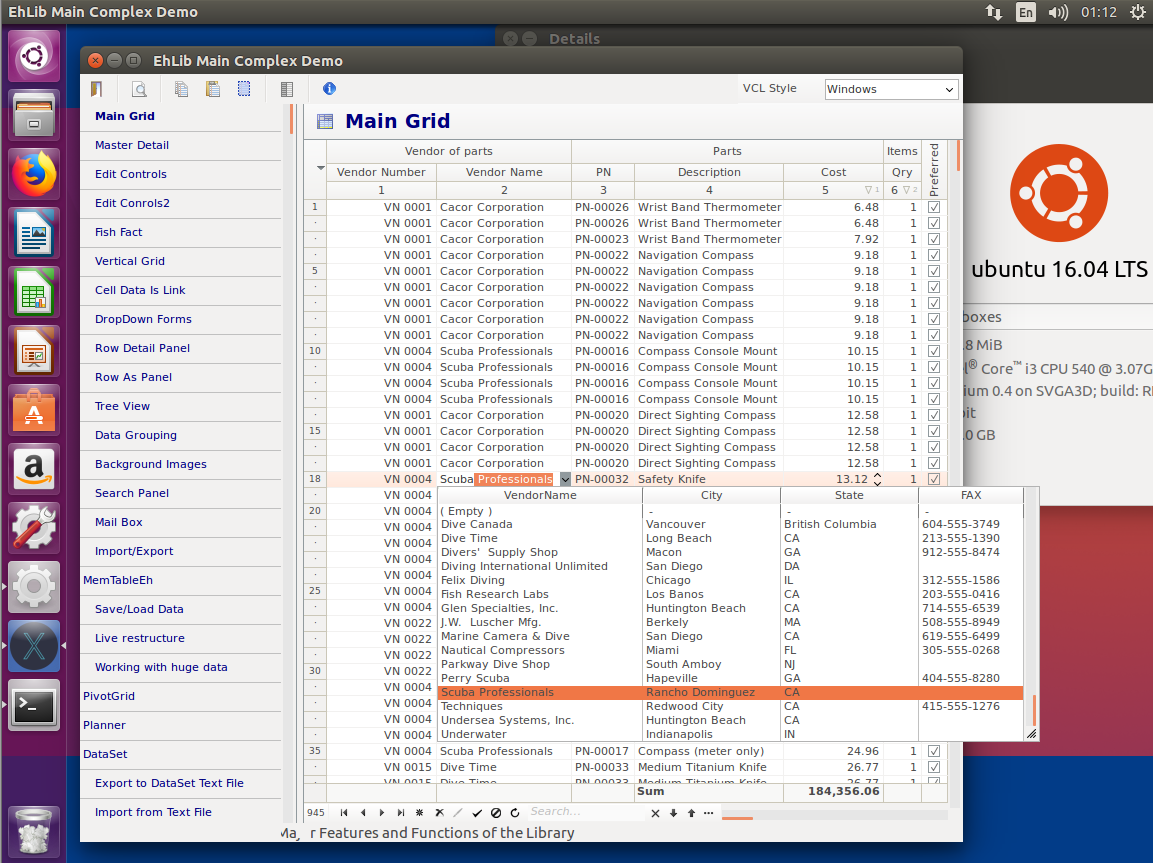 EhLib Main Complex Demo
En
01:12
Details
EhLib Main Complex Demo
VCL Style
Windows
Main Grid
Master Detail
Edit Controls
Edit Conrols2
Fish Fact
Vertical Grid
Cell Data Is Link
DropDown Forms
Row Detail Panel
Row As Panel
Tree View
Data Grouping
Background Images
Search Panel
Mail Box
Import/Export
MemTableEh
Save/Load Data
Live restructure
Working with huge data
PivotGrid
Planner
DataSet
Export to DataSet Text File
Import from Text File
Main Grid
Vendor of parts Parts Items Preferred
Vendor Number Vendor Name PN Description Cost Qry
1 2 3 4 5 1 6 2
1 VN 0001 Cacor Corporation PN-00026 Wrist Band Thermometer 6.48 1
· VN 0001 Cacor Corporation PN-00026 Wrist Band Thermometer 6.48 1
· VN 0001 Cacor Corporation PN-00023 Wrist Band Thermometer 7.92 1
· VN 0001 Cacor Corporation PN-00022 Navigation Compass 9.18 1
5 VN 0001 Cacor Corporation PN-00022 Navigation Compass 9.18 1
· VN 0001 Cacor Corporation PN-00022 Navigation Compass 9.18 1
· VN 0001 Cacor Corporation PN-00022 Navigation Compass 9.18 1
· VN 0001 Cacor Corporation PN-00022 Navigation Compass 9.18 1
· VN 0001 Cacor Corporation PN-00022 Navigation Compass 9.18 1
10 VN 0004 Scuba Professionals PN-00016 Compass Console Mount 10.15 1
· VN 0004 Scuba Professionals PN-00016 Compass Console Mount 10.15 1
· VN 0004 Scuba Professionals PN-00016 Compass Console Mount 10.15 1
· VN 0004 Scuba Professionals PN-00016 Compass Console Mount 10.15 1
· VN 0001 Cacor Corporation PN-00020 Direct Sighting Compass 12.58 1
15 VN 0001 Cacor Corporation PN-00020 Direct Sighting Compass 12.58 1
· VN 0001 Cacor Corporation PN-00020 Direct Sighting Compass 12.58 1
· VN 0001 Cacor Corporation PN-00020 Direct Sighting Compass 12.58 1
18 VN 0004 Scuba Professionals PN-00032 Safety Knife 13.12 1
· VN 0004
20 VN 0004
· VN 0004
· VN 0004
· VN 0004
· VN 0004
25 VN 0004
· VN 0004
· VN 0022
· VN 0022
· VN 0022
30 VN 0022
· VN 0004
· VN 0004
· VN 0004
· VN 0004
VendorName City State FAX
( Empty ) - - -
Dive Canada Vancouver British Columbia 604-555-3749
Dive Time Long Beach CA 213-555-1390
Divers' Supply Shop Macon GA 912-555-8474
Diving International Unlimited San Diego DA
Felix Diving Chicago IL 312-555-1586
Fish Research Labs Los Banos CA 203-555-0416
Glen Specialties, Inc. Huntington Beach CA 714-555-6539
J.W. Luscher Mfg. Berkely MA 508-555-8949
Marine Camera & Dive San Diego CA 619-555-6499
Nautical Compressors Miami FL 305-555-0268
Parkway Dive Shop South Amboy NJ
Perry Scuba Hapeville GA 404-555-8280
Scuba Professionals Rancho Dominguez CA
Techniques Redwood City CA 415-555-1276
Undersea Systems, Inc. Huntington Beach CA
Underwater Indianapolis IN
35 VN 0004 Scuba Professionals PN-00017 Compass (meter only) 24.96 1
· VN 0015 Dive Time PN-00033 Medium Titanium Knife 26.77 1
· VN 0015 Dive Time PN-00033 Medium Titanium Knife 26.77 1
Sum 184,356.06
945 Search...
Major Features and Functions of the Library
ubuntu 16.04 LTS
boxes
.8 MiB
el® Core™ i3 CPU 540 @ 3.07G
ium 0.4 on SVGA3D; build: RE
bit
.0 GB